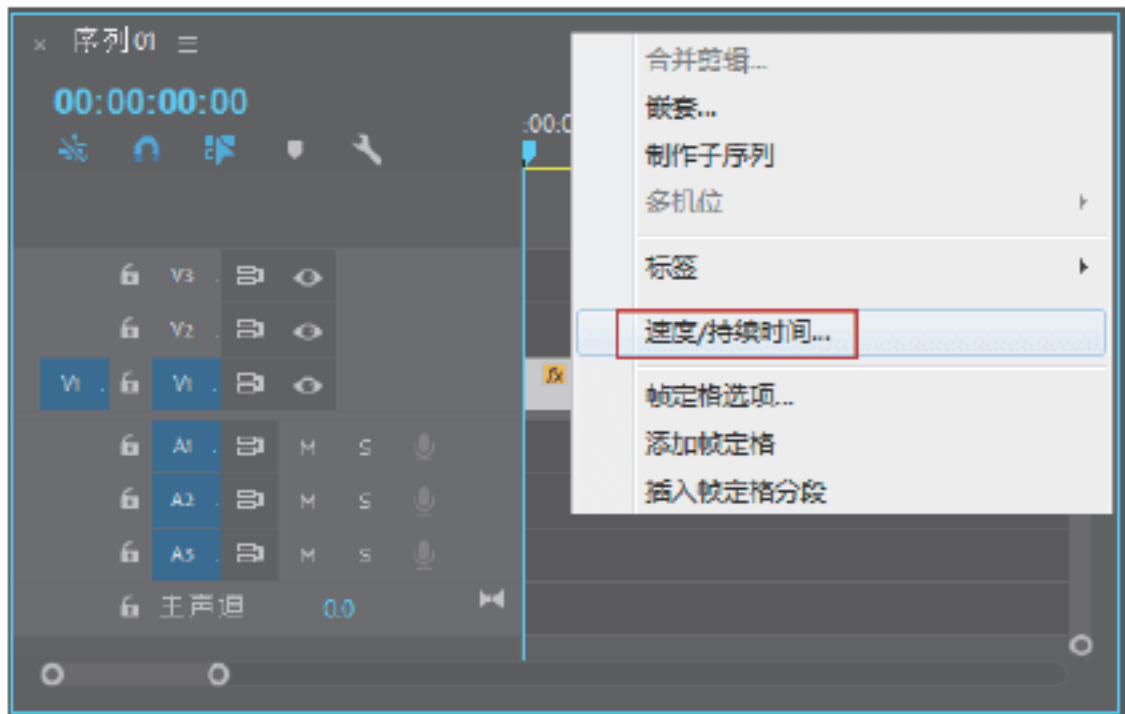 × 序列 01 ≡
00:00:00:00
:00:0
合并剪辑...
嵌套...
制作子序列
多机位
标签
速度/持续时间...
帧定格选项...
添加帧定格
插入帧定格分段
V3
V2
V1 V1 fx
A1 M S
A2 M S
A3 M S
主声道 0.0